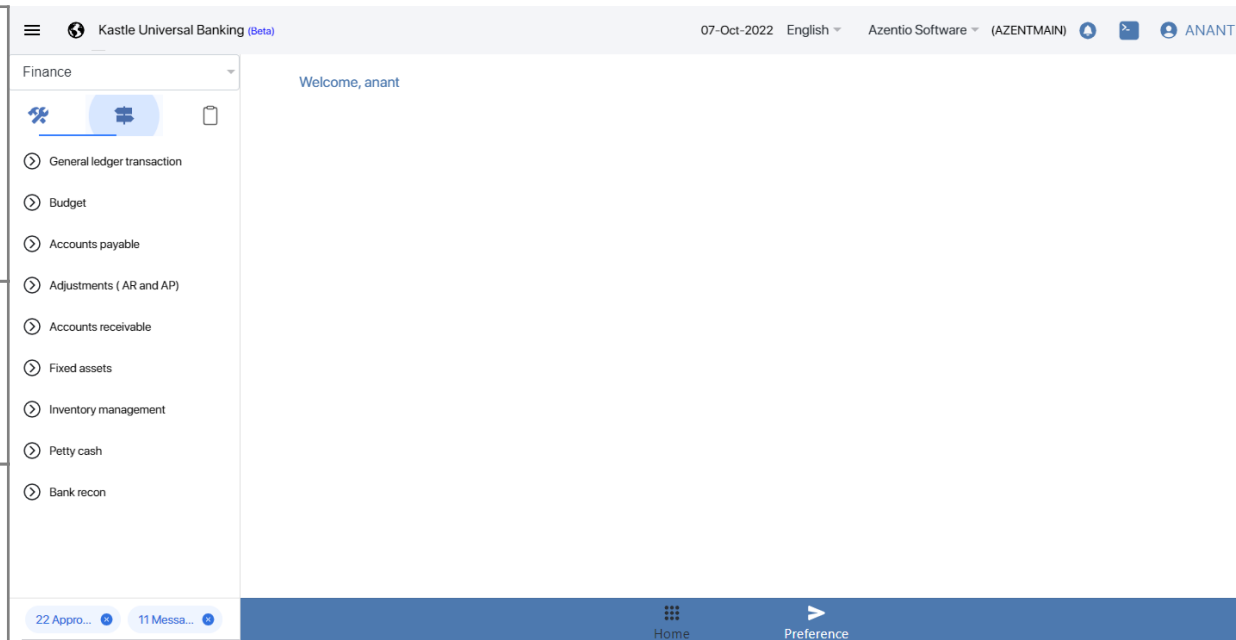 Kastle Universal Banking (Beta) 07-Oct-2022 English Azentio Software (AZENTMAIN) ANANT
Finance
Welcome, anant
General ledger transaction
Budget
Accounts payable
Adjustments ( AR and AP)
Accounts receivable
Fixed assets
Inventory management
Petty cash
Bank recon
22 Appro... 11 Messa...
Home Preference